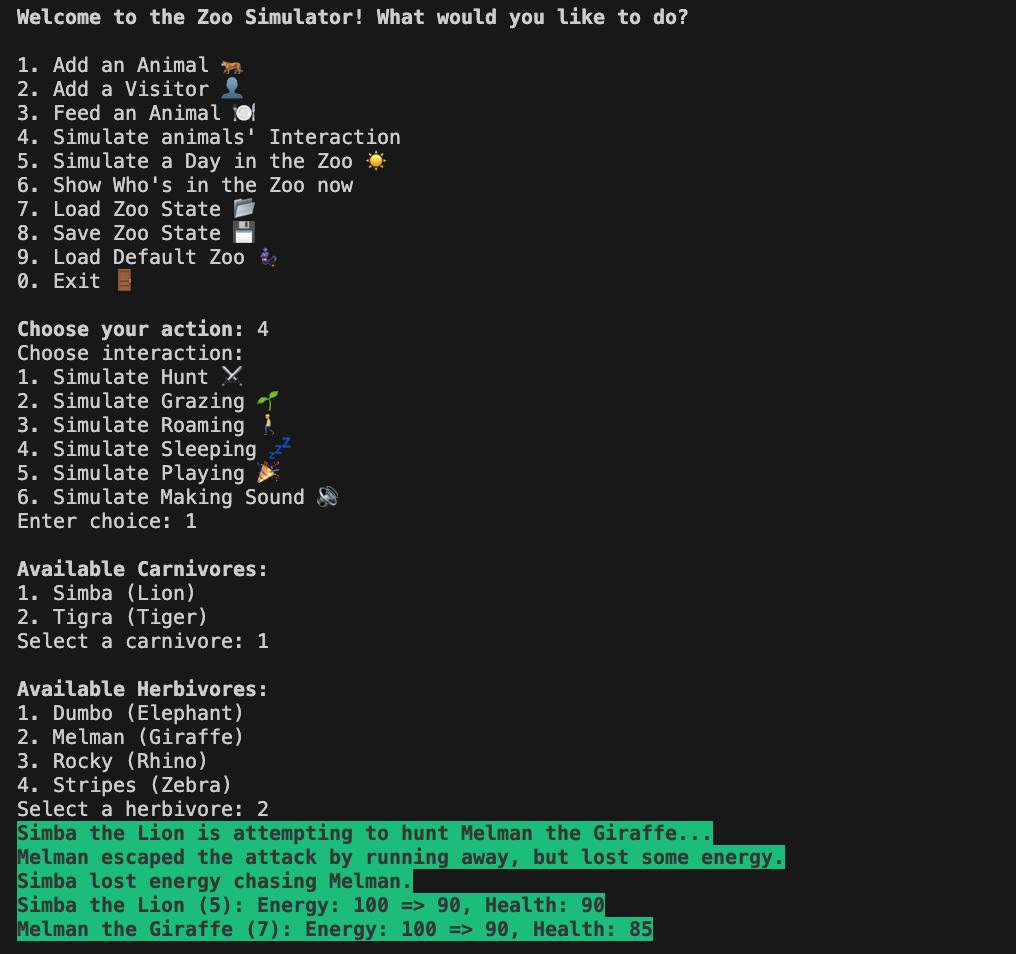 Welcome to the Zoo Simulator! What would you like to do?
1. Add an Animal 🐅
2. Add a Visitor 👤
3. Feed an Animal 🍽️
4. Simulate animals' Interaction
5. Simulate a Day in the Zoo ☀️
6. Show Who's in the Zoo now
7. Load Zoo State 📂
8. Save Zoo State 💾
9. Load Default Zoo 🧞‍♂️
0. Exit 🚪
Choose your action: 4
Choose interaction:
1. Simulate Hunt ⚔️
2. Simulate Grazing 🌱
3. Simulate Roaming 🚶
4. Simulate Sleeping 💤
5. Simulate Playing 🎉
6. Simulate Making Sound 🔊
Enter choice: 1
Available Carnivores:
1. Simba (Lion)
2. Tigra (Tiger)
Select a carnivore: 1
Available Herbivores:
1. Dumbo (Elephant)
2. Melman (Giraffe)
3. Rocky (Rhino)
4. Stripes (Zebra)
Select a herbivore: 2
Simba the Lion is attempting to hunt Melman the Giraffe...
Melman escaped the attack by running away, but lost some energy.
Simba lost energy chasing Melman.
Simba the Lion (5): Energy: 100 => 90, Health: 90
Melman the Giraffe (7): Energy: 100 => 90, Health: 85